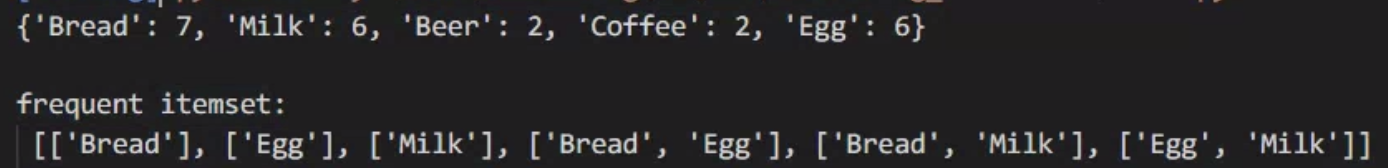 {'Bread': 7, 'Milk': 6, 'Beer': 2, 'Coffee': 2, 'Egg': 6}
frequent itemset:
[['Bread'], ['Egg'], ['Milk'], ['Bread', 'Egg'], ['Bread', 'Milk'], ['Egg', 'Milk']]